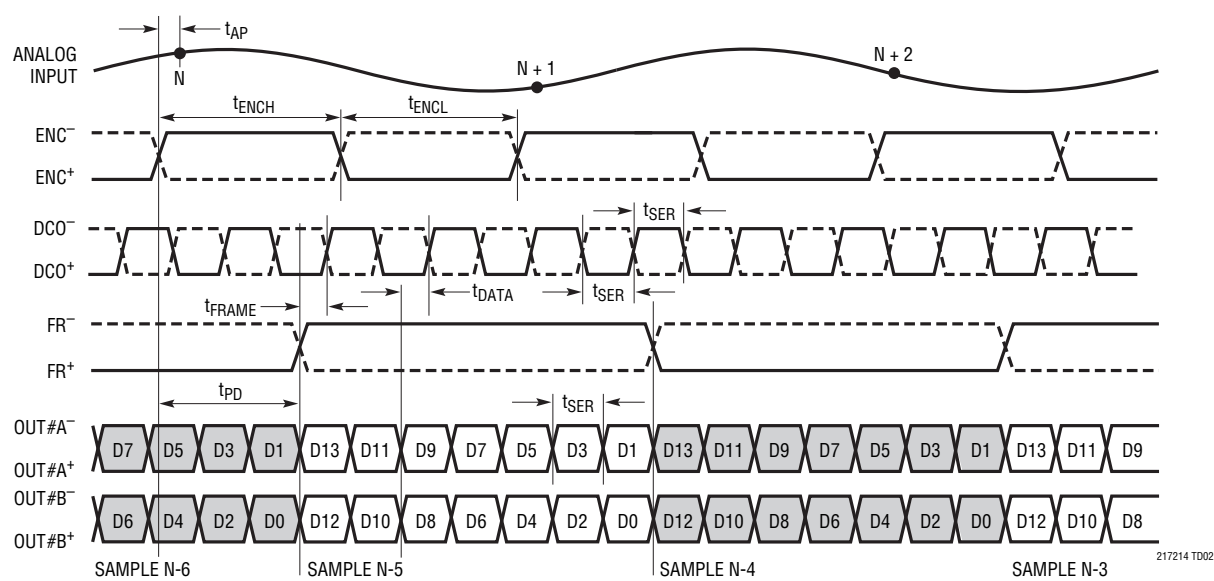 tAP
ANALOG INPUT
N
N + 1
N + 2
tENCH
tENCL
ENC–
ENC+
DCO–
tSER
DCO+
tFRAME
tDATA
tSER
FR–
FR+
tPD
tSER
OUT#A–
D7 D5 D3 D1 D13 D11 D9 D7 D5 D3 D1 D13 D11 D9 D7 D5 D3 D1 D13 D11 D9
OUT#A+
OUT#B–
D6 D4 D2 D0 D12 D10 D8 D6 D4 D2 D0 D12 D10 D8 D6 D4 D2 D0 D12 D10 D8
OUT#B+
217214 TD02
SAMPLE N-6 SAMPLE N-5 SAMPLE N-4 SAMPLE N-3